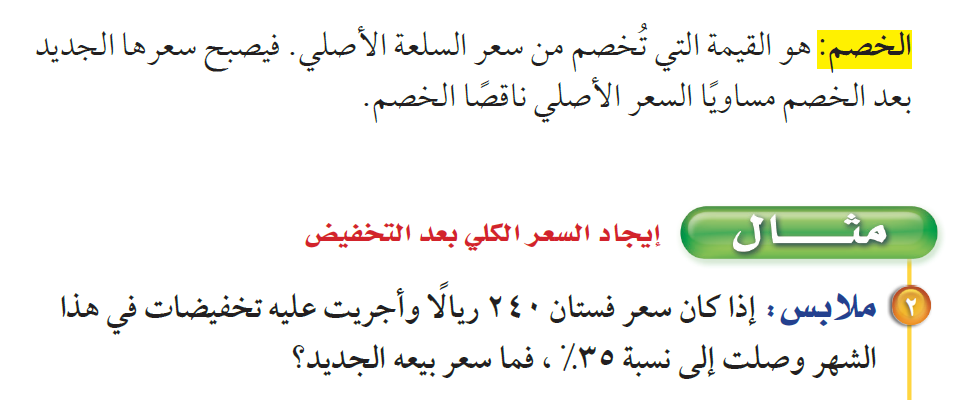 الخصم: هو القيمة التي تُخصم من سعر السلعة الأصلي. فيصبح سعرها الجديد
بعد الخصم مساويًا السعر الأصلي ناقصًا الخصم.
مثـــال إيجاد السعر الكلي بعد التخفيض
٢ ملابس: إذا كان سعر فستان ٢٤٠ ريالًا وأجريت عليه تخفيضات في هذا
الشهر وصلت إلى نسبة ٣٥٪ ، فما سعر بيعه الجديد؟